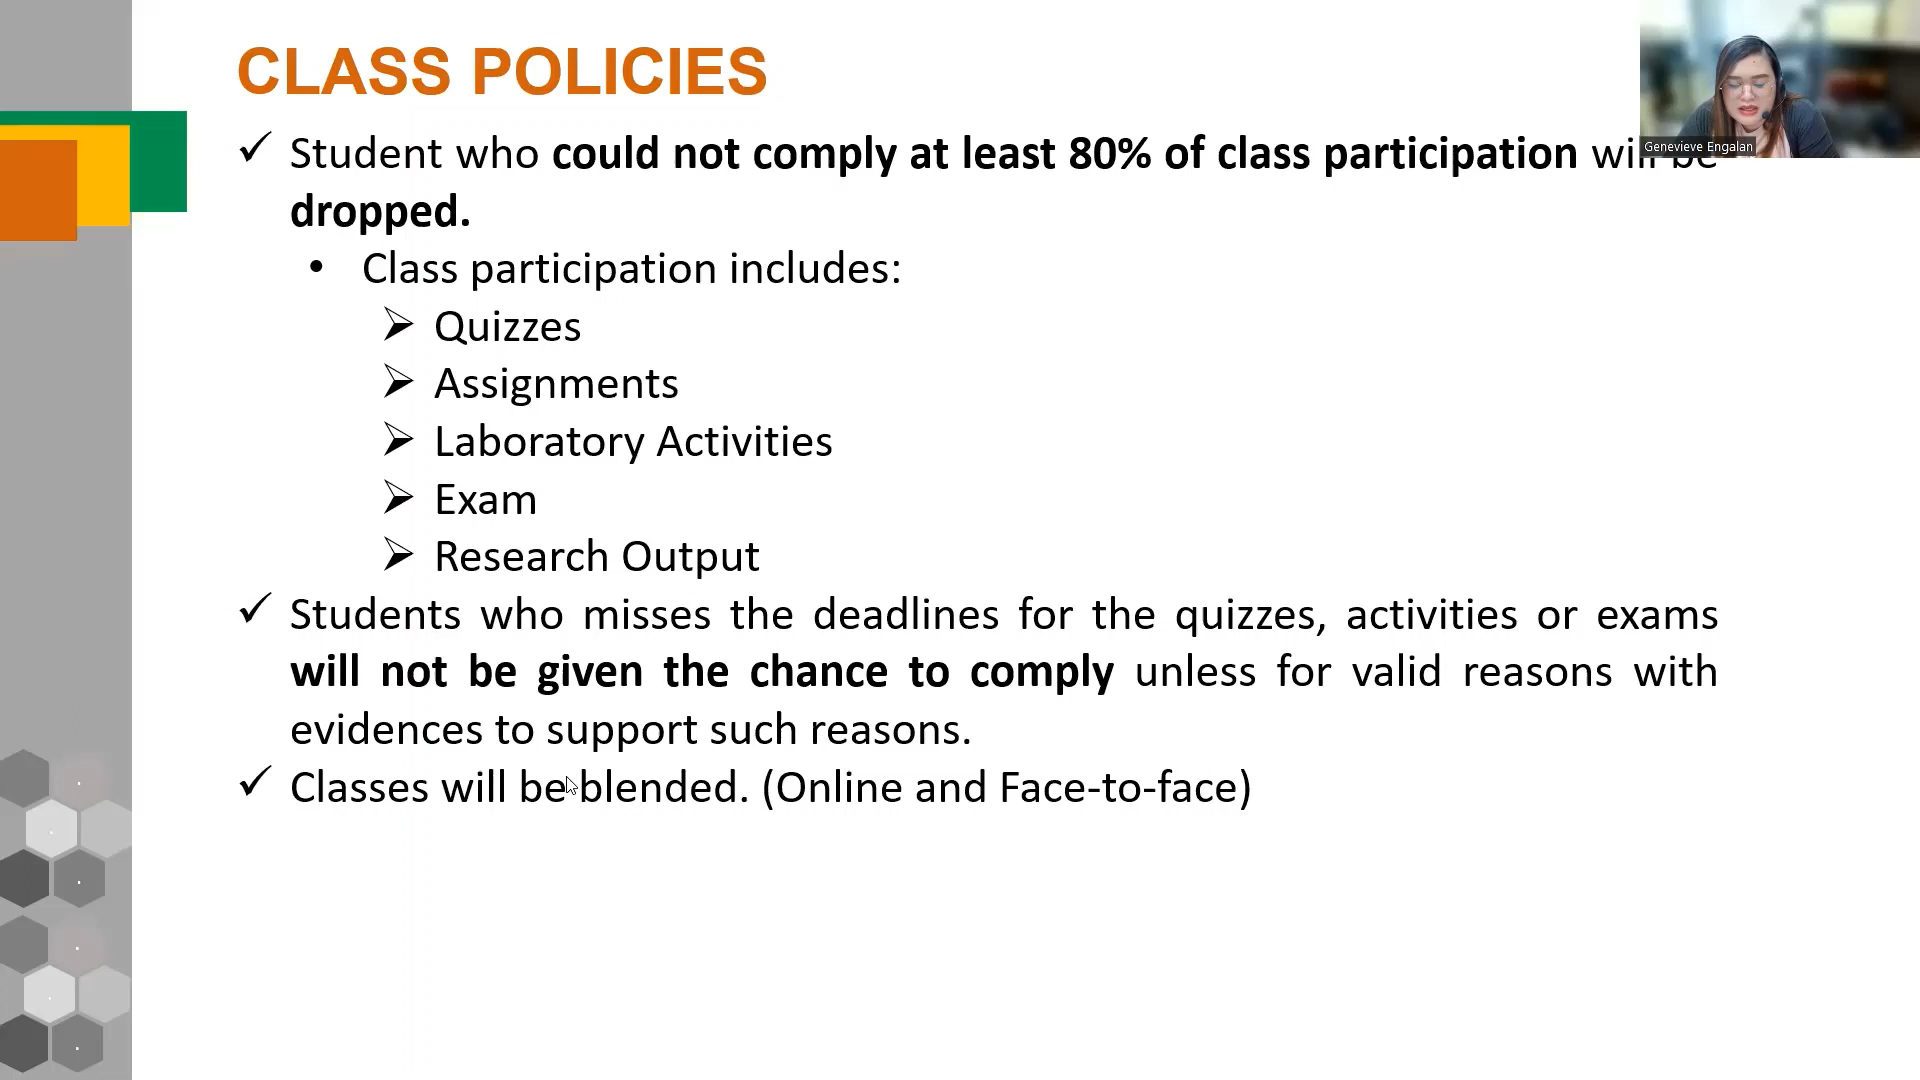 CLASS POLICIES
Genevieve Engalan
✓ Student who could not comply at least 80% of class participation will be
dropped.
• Class participation includes:
➢ Quizzes
➢ Assignments
➢ Laboratory Activities
➢ Exam
➢ Research Output
✓ Students who misses the deadlines for the quizzes, activities or exams
will not be given the chance to comply unless for valid reasons with
evidences to support such reasons.
✓ Classes will be blended. (Online and Face-to-face)